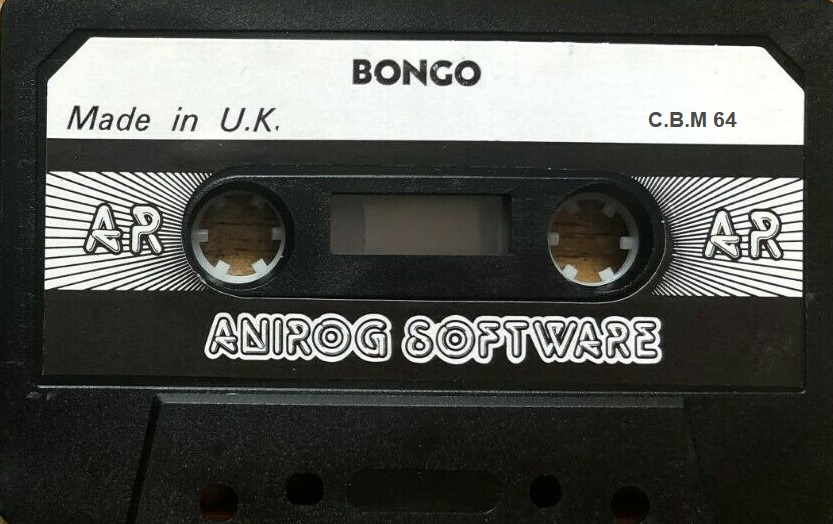 BONGO
Made in U.K.
C.B.M 64
AR
AR
ANIROG SOFTWARE